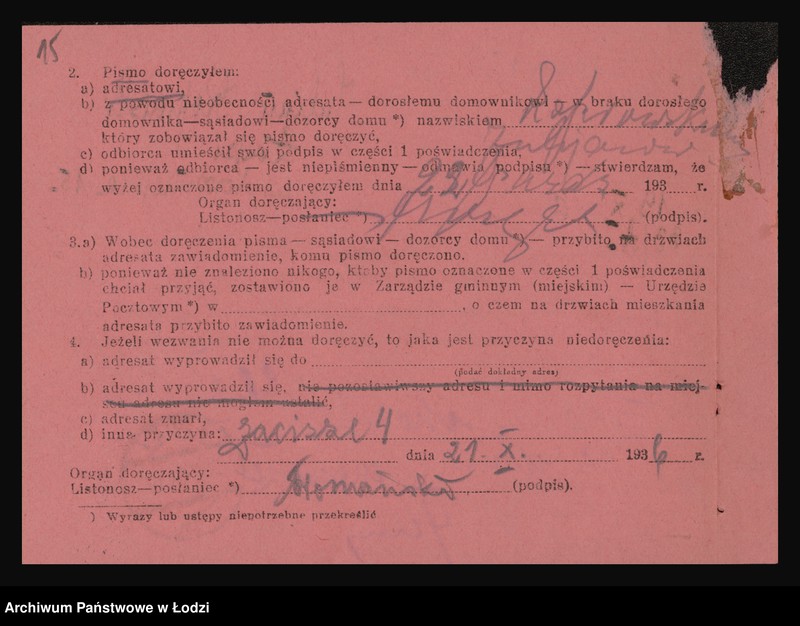 15
2. Pismo doręczyłem:
a) adresatowi,
b) z powodu nieobecności adresata — dorosłemu domownikowi — w braku dorosłego
domownika—sąsiadowi—dozorcy domu *) nazwiskiem
który zobowiązał się pismo doręczyć,
c) odbiorca umieścił swój podpis w części 1 poświadczenia,
d) ponieważ odbiorca — jest niepiśmienny — odmawia podpisu *) — stwierdzam, że
wyżej oznaczone pismo doręczyłem dnia 22 193 r.
Organ doręczający:
Listonosz—posłaniec *) (podpis).
3.a) Wobec doręczenia pisma — sąsiadowi — dozorcy domu *) — przybito na drzwiach
adresata zawiadomienie, komu pismo doręczono.
b) ponieważ nie znaleziono nikogo, ktoby pismo oznaczone w części 1 poświadczenia
chciał przyjąć, zostawiono je w Zarządzie gminnym (miejskim) — Urzędzie
Pocztowym *) w , o czem na drzwiach mieszkania
adresata przybito zawiadomienie.
4. Jeżeli wezwania nie można doręczyć, to jaka jest przyczyna niedoręczenia:
a) adresat wyprowadził się do
(podać dokładny adres)
b) adresat wyprowadził się, nie pozostawiwszy adresu i mimo rozpytania na miej-
scu adresu nie mogłem ustalić,
c) adresat zmarł,
d) inna przyczyna: Zacisze 4
dnia 21. X. 1936 r.
Organ doręczający:
Listonosz—posłaniec *) (podpis).
*) Wyrazy lub ustępy niepotrzebne przekreślić
Archiwum Państwowe w Łodzi